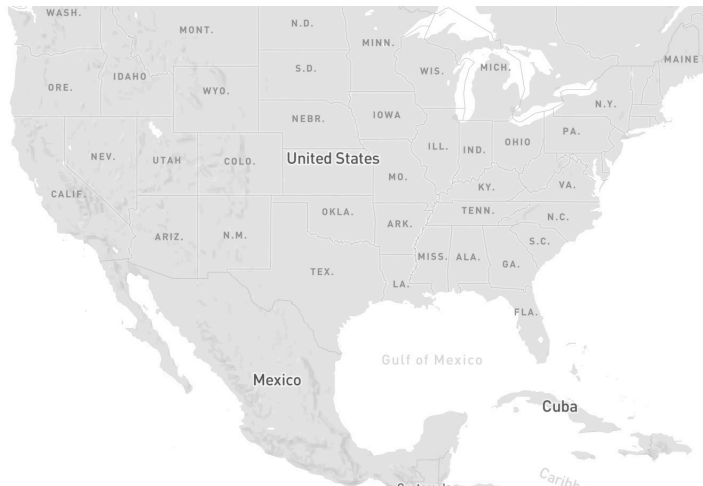 WASH.
N.D.
MONT.
MINN.
MAINE
S.D.
WIS.
MICH.
IDAHO
ORE.
WYO.
N.Y.
IOWA
NEBR.
PA.
OHIO
ILL.
IND.
NEV.
UTAH
COLO.
United States
MO.
KY.
VA.
CALIF.
OKLA.
TENN.
N.C.
ARK.
ARIZ.
N.M.
S.C.
MISS.
ALA.
GA.
TEX.
LA.
FLA.
Gulf of Mexico
Mexico
Cuba